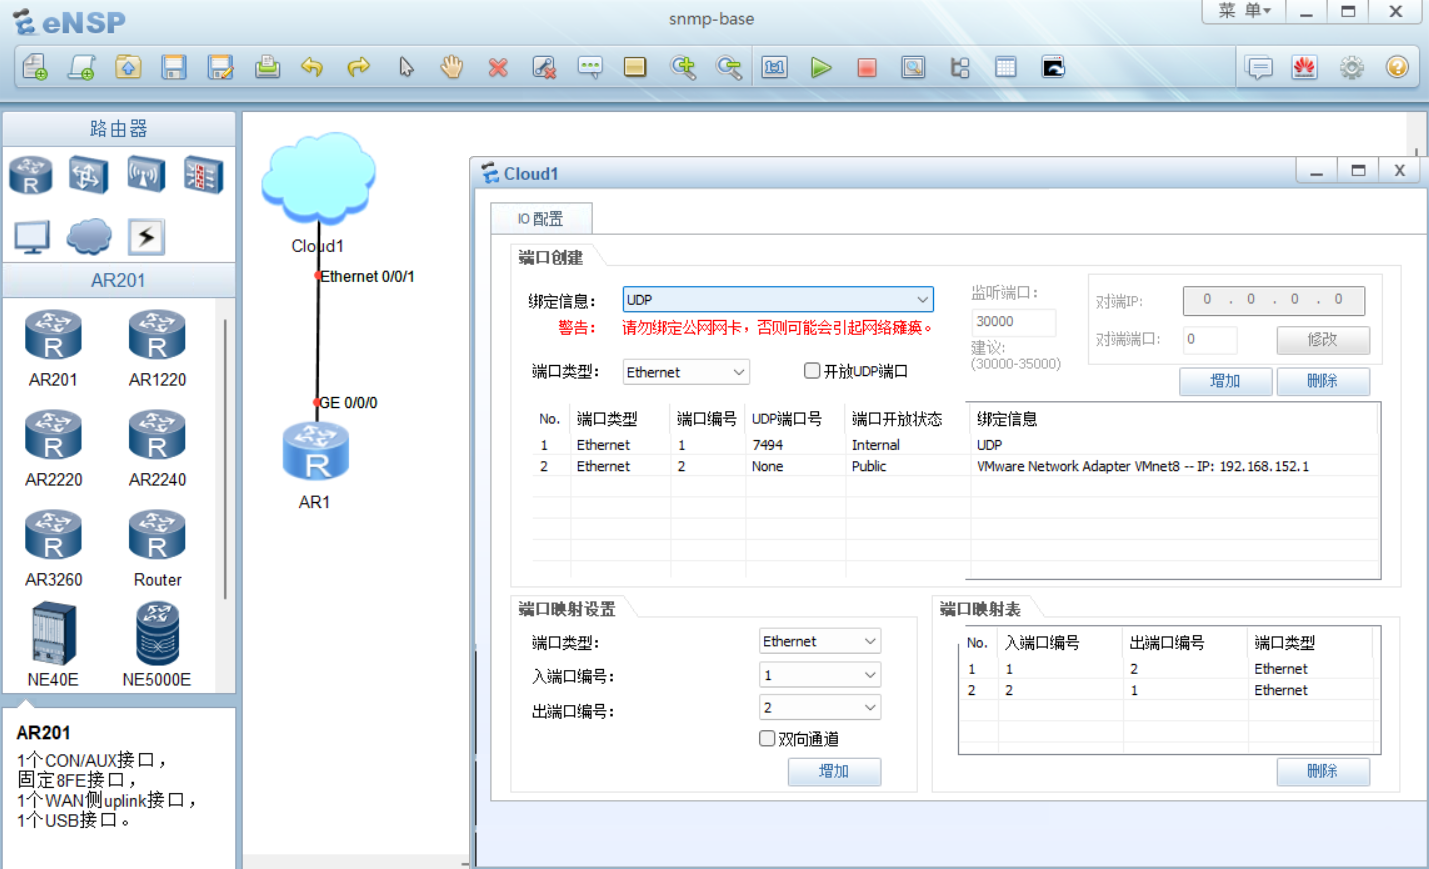 eNSP
snmp-base
菜 单
路由器
AR201
AR201
AR1220
AR2220
AR2240
AR3260
Router
NE40E
NE5000E
AR201
1个CON/AUX接口，
固定8FE接口，
1个WAN侧uplink接口，
1个USB接口。
Cloud1
Ethernet 0/0/1
GE 0/0/0
AR1
Cloud1
IO 配置
端口创建
绑定信息： UDP
警告： 请勿绑定公网网卡，否则可能会引起网络瘫痪。
端口类型： Ethernet 开放UDP端口
监听端口：
30000
建议：
(30000-35000)
对端IP: 0 . 0 . 0 . 0
对端端口: 0 修改
增加 删除
No. 端口类型 端口编号 UDP端口号 端口开放状态 绑定信息
1 Ethernet 1 7494 Internal UDP
2 Ethernet 2 None Public VMware Network Adapter VMnet8 -- IP: 192.168.152.1
端口映射设置
端口类型： Ethernet
入端口编号： 1
出端口编号： 2
双向通道
增加
端口映射表
No. 入端口编号 出端口编号 端口类型
1 1 2 Ethernet
2 2 1 Ethernet
删除